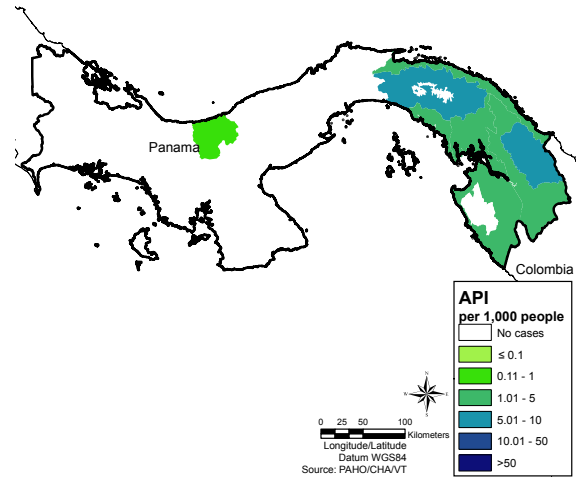 Panama
Colombia
API
per 1,000 people
No cases
≤ 0.1
0.11 - 1
1.01 - 5
5.01 - 10
10.01 - 50
>50
N
W E
S
0 25 50 100
Kilometers
Longitude/Latitude
Datum WGS84
Source: PAHO/CHA/VT